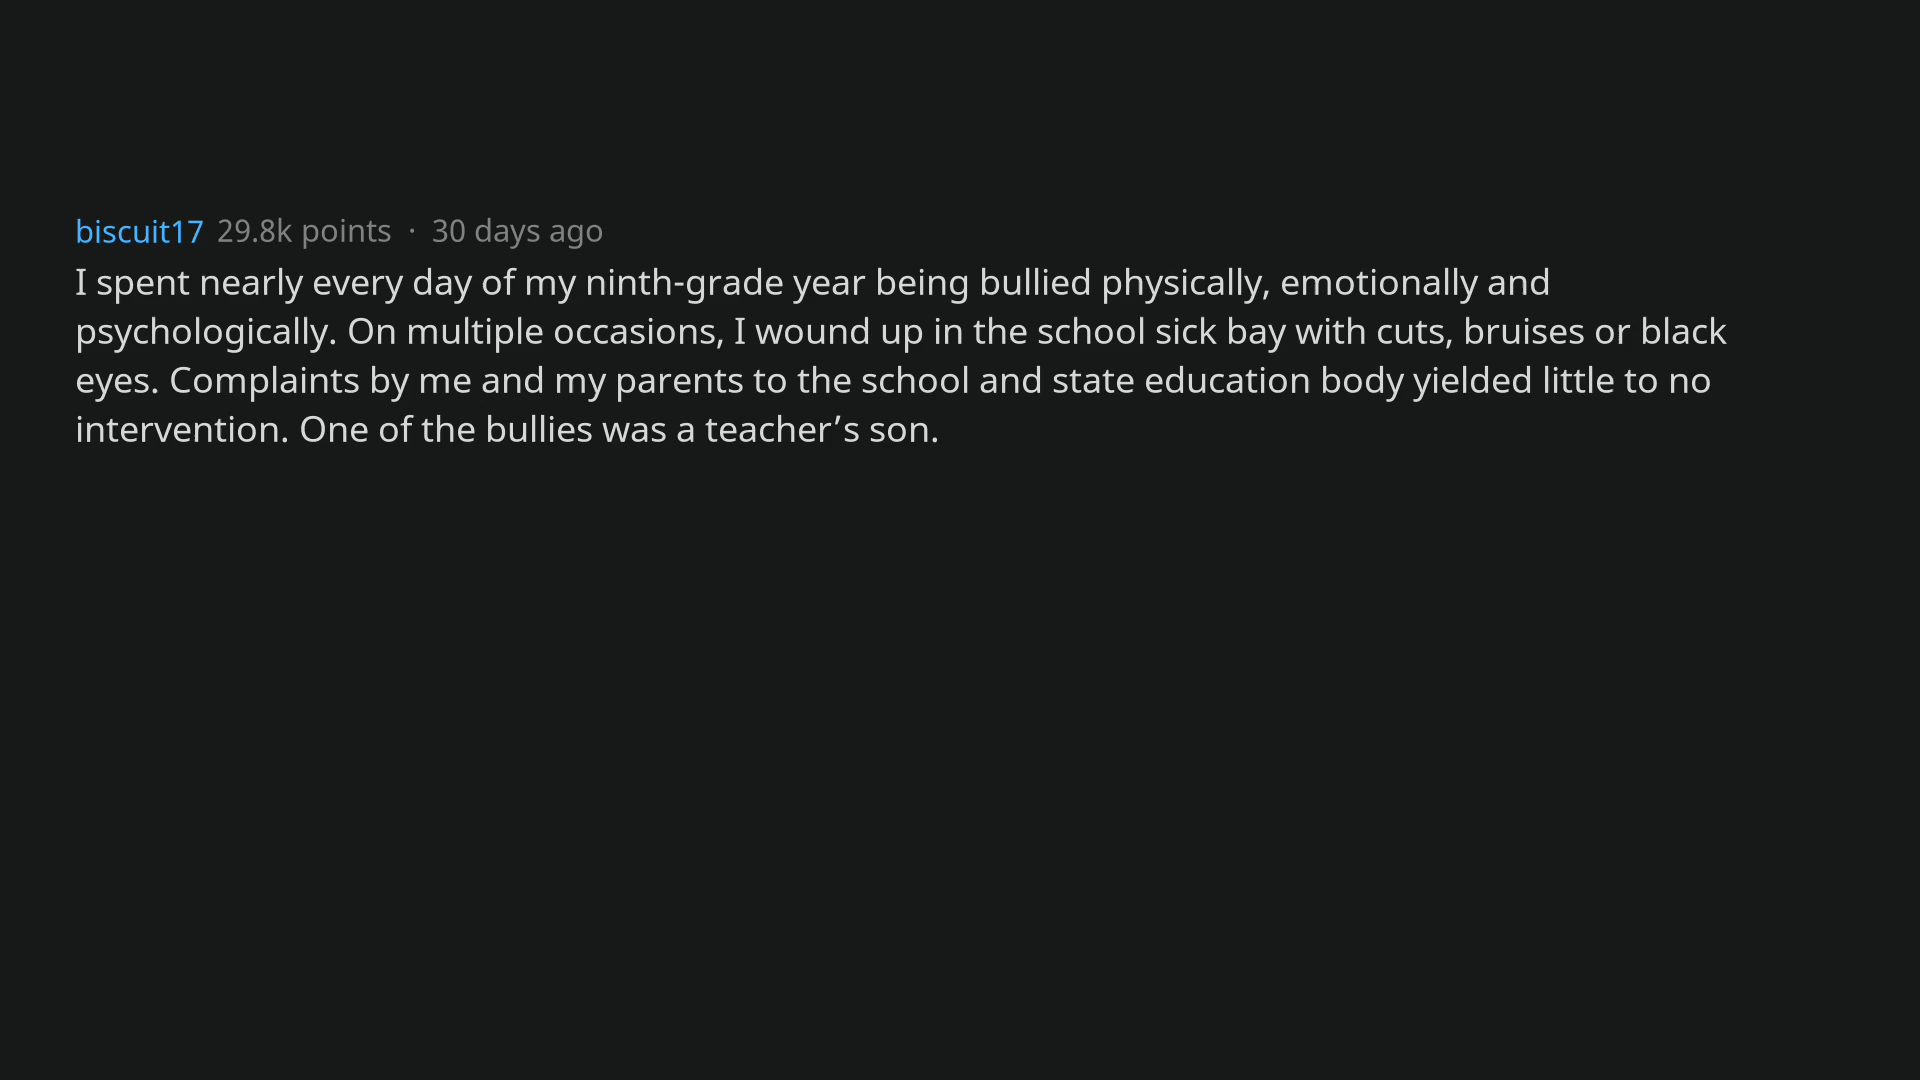 biscuit17 29.8k points · 30 days ago
I spent nearly every day of my ninth-grade year being bullied physically, emotionally and
psychologically. On multiple occasions, I wound up in the school sick bay with cuts, bruises or black
eyes. Complaints by me and my parents to the school and state education body yielded little to no
intervention. One of the bullies was a teacher’s son.